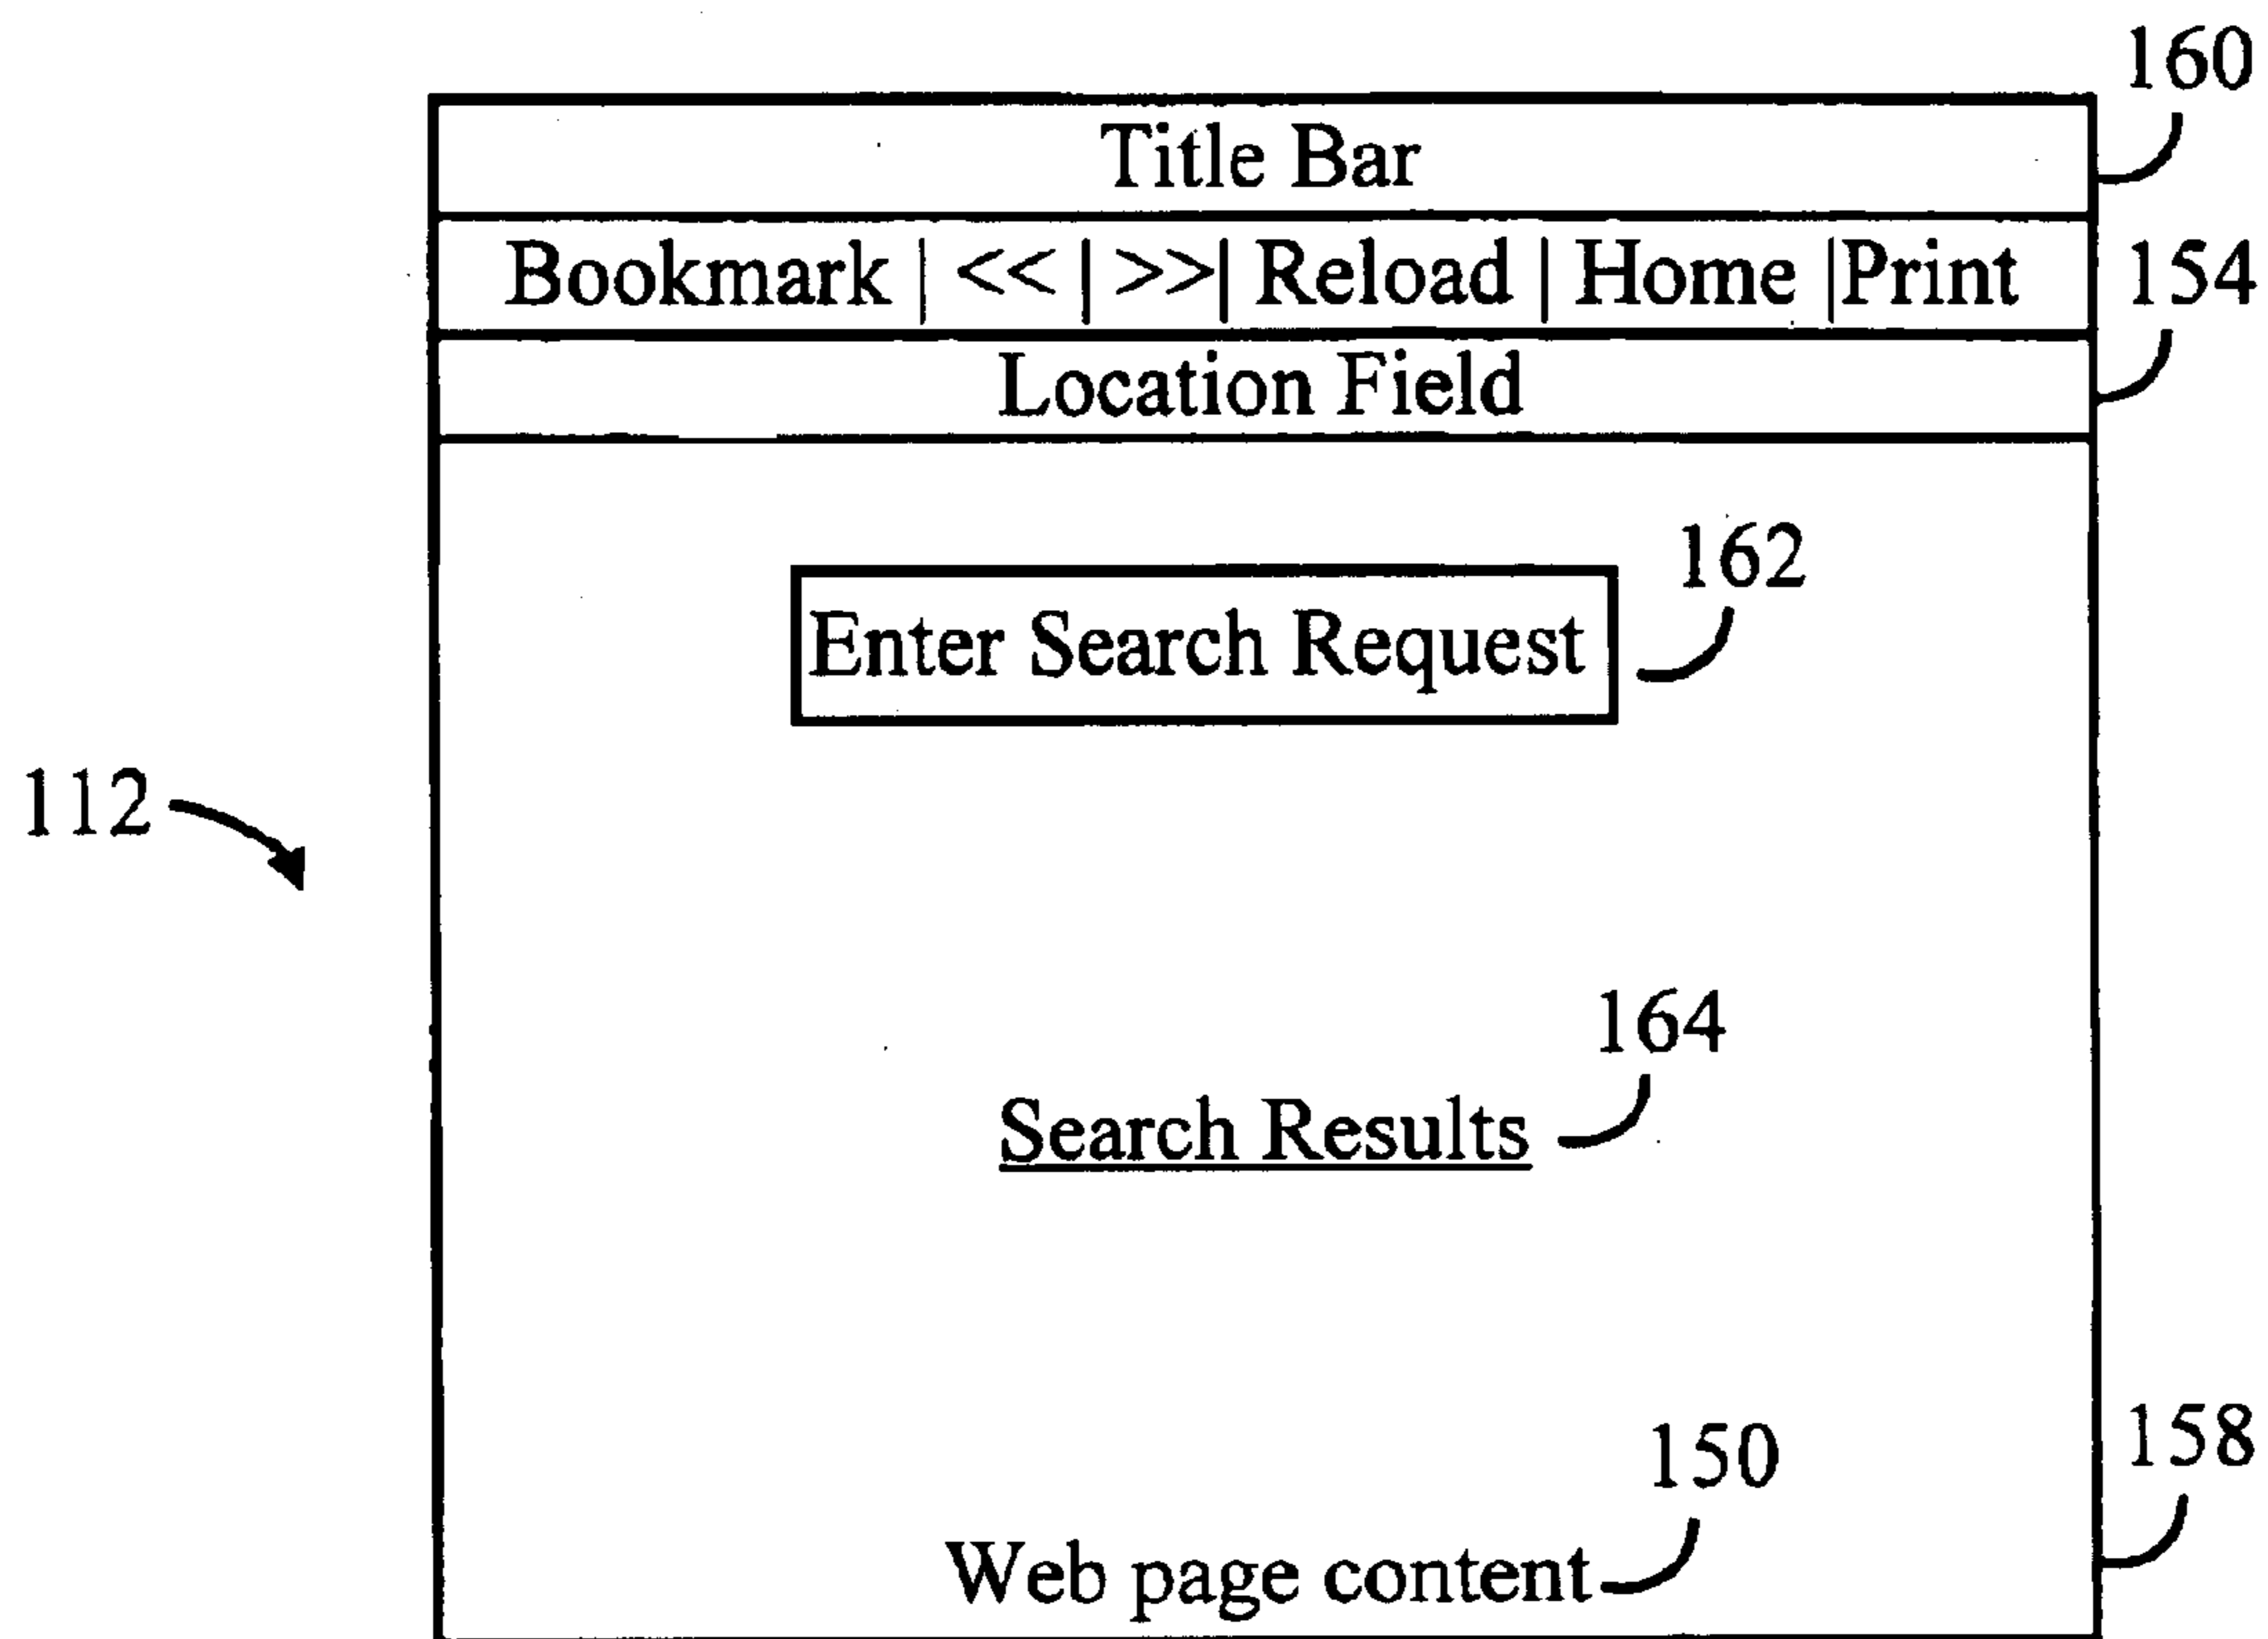 160
Title Bar
Bookmark | << | >>| Reload | Home |Print
154
Location Field
162
Enter Search Request
112
164
Search Results
158
150
Web page content